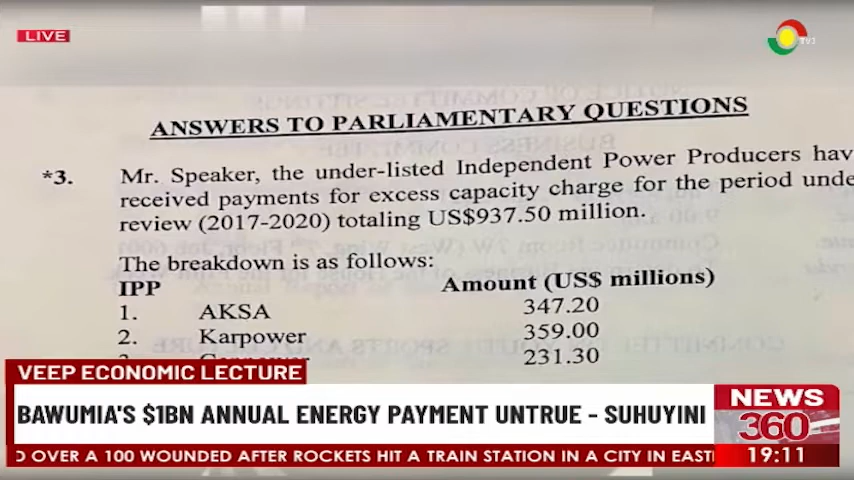 LIVE
TV3
ANSWERS TO PARLIAMENTARY QUESTIONS
*3. Mr. Speaker, the under-listed Independent Power Producers hav
received payments for excess capacity charge for the period unde
review (2017-2020) totaling US$937.50 million.
The breakdown is as follows:
IPP Amount (US$ millions)
1. AKSA 347.20
2. Karpower 359.00
231.30
VEEP ECONOMIC LECTURE
BAWUMIA'S $1BN ANNUAL ENERGY PAYMENT UNTRUE - SUHUYINI
NEWS
360
D OVER A 100 WOUNDED AFTER ROCKETS HIT A TRAIN STATION IN A CITY IN EAST
19:11